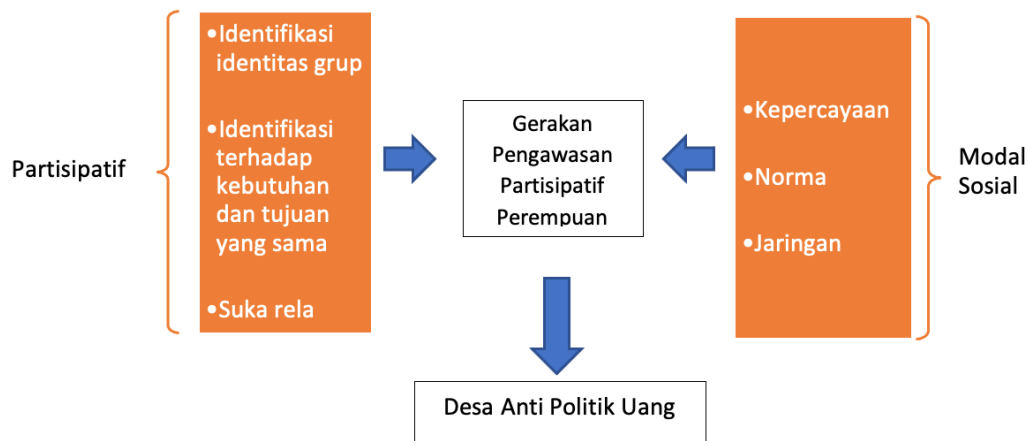 Partisipatif
•Identifikasi
identitas grup
•Identifikasi
terhadap
kebutuhan
dan tujuan
yang sama
•Suka rela
Gerakan
Pengawasan
Partisipatif
Perempuan
•Kepercayaan
•Norma
•Jaringan
Modal
Sosial
Desa Anti Politik Uang